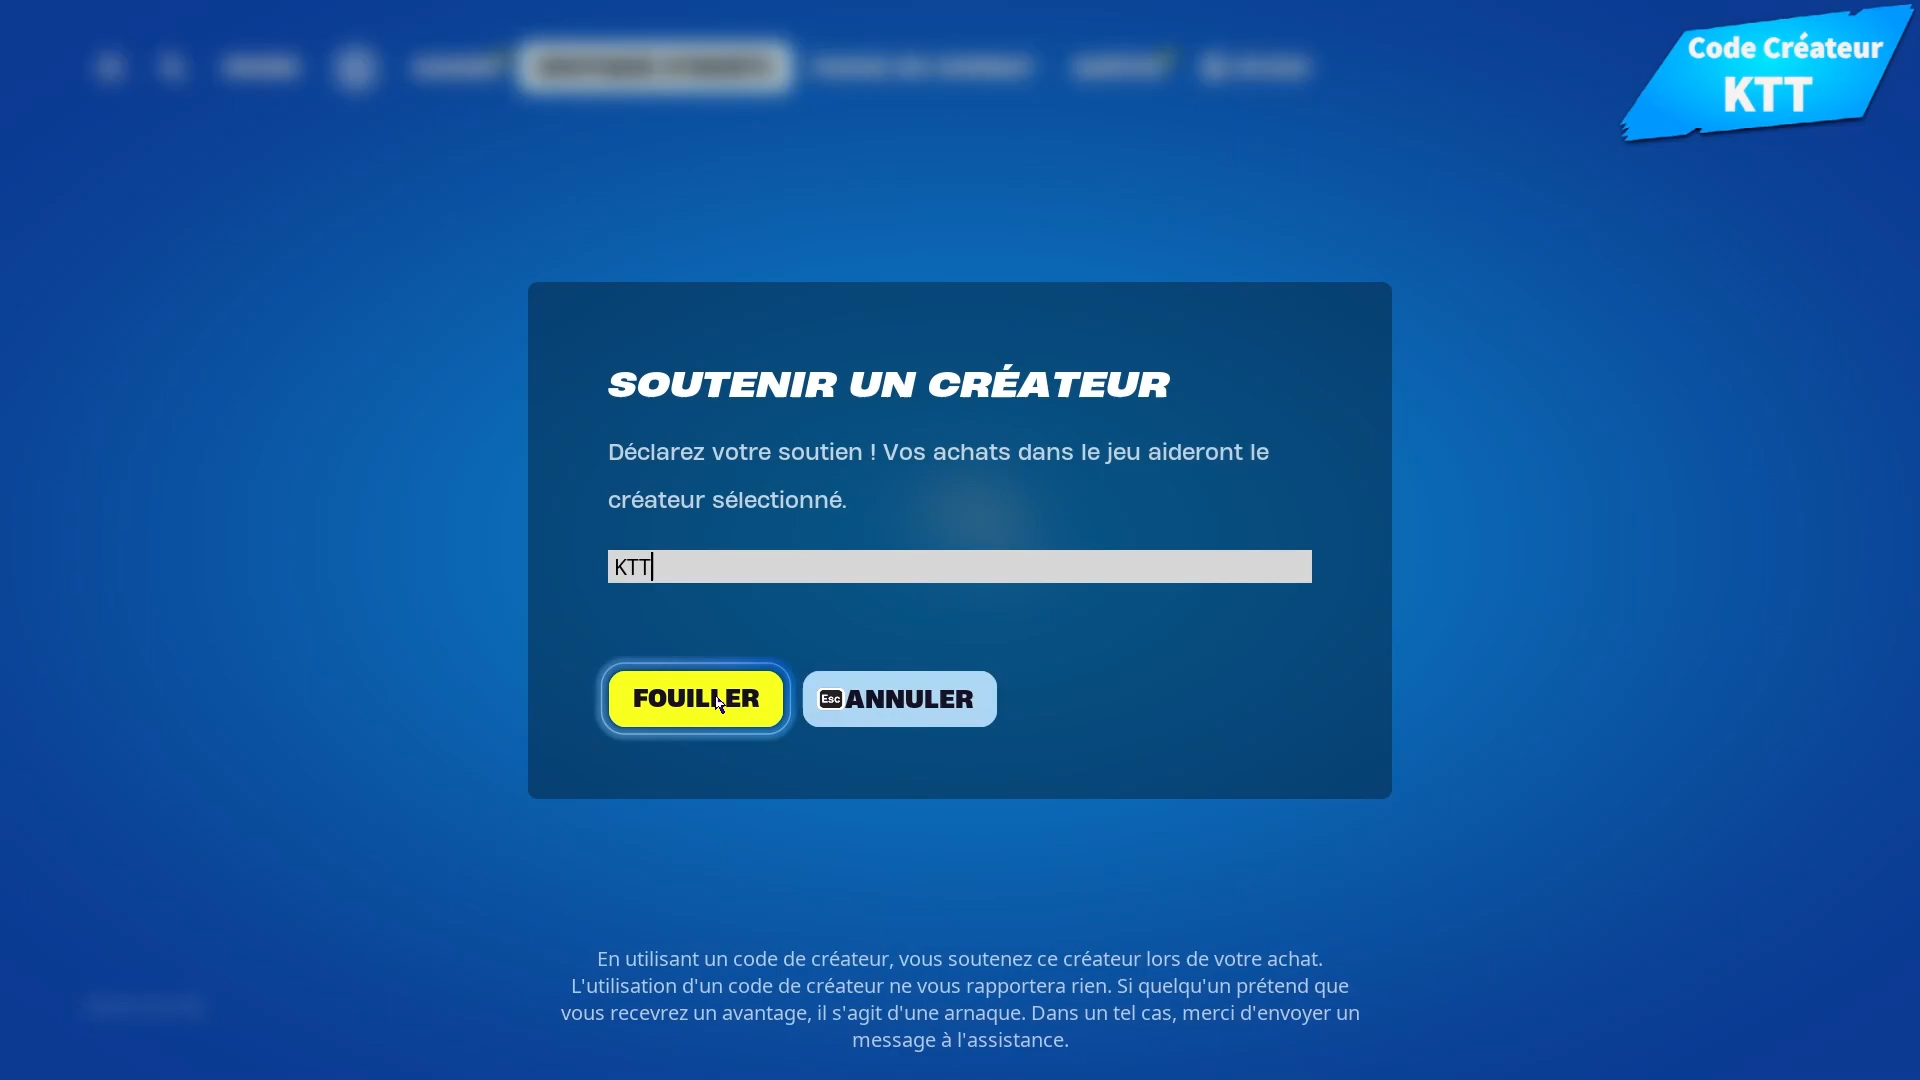 Code Créateur
KTT
SOUTENIR UN CRÉATEUR
Déclarez votre soutien ! Vos achats dans le jeu aideront le
créateur sélectionné.
KTT
FOUILLER
Esc ANNULER
En utilisant un code de créateur, vous soutenez ce créateur lors de votre achat.
L'utilisation d'un code de créateur ne vous rapportera rien. Si quelqu'un prétend que
vous recevrez un avantage, il s'agit d'une arnaque. Dans un tel cas, merci d'envoyer un
message à l'assistance.